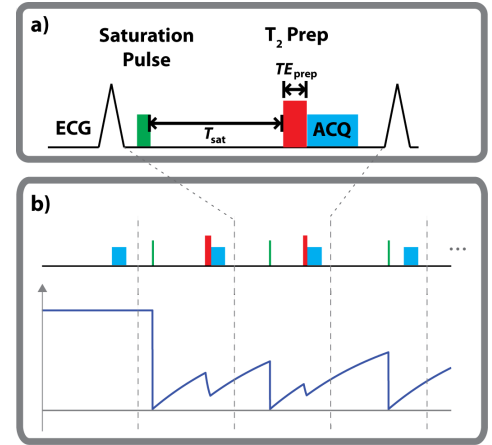 a)
Saturation Pulse
T2 Prep
TEprep
ECG
Tsat
ACQ
b)
...